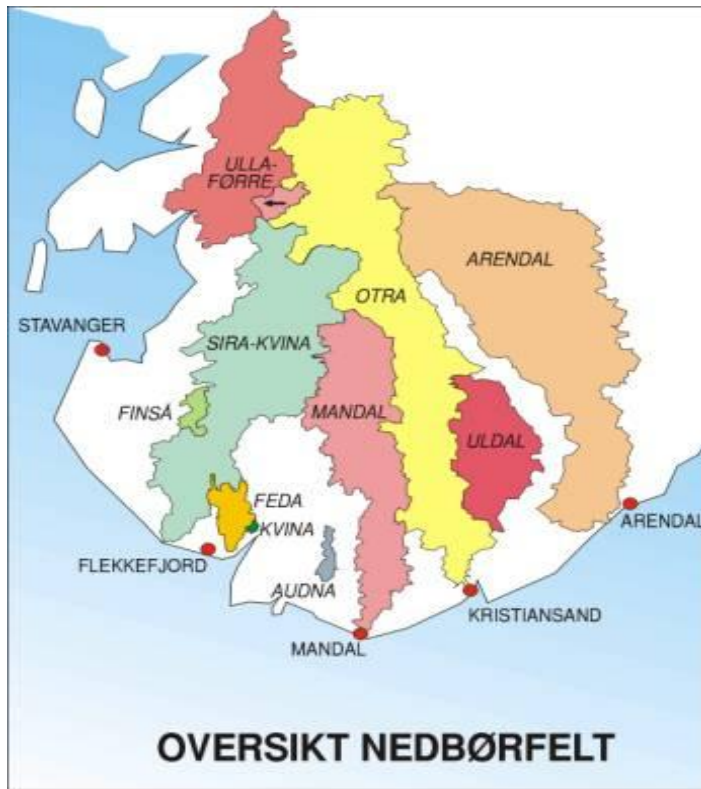 ULLA-
FØRRE
ARENDAL
OTRA
STAVANGER
SIRA-KVINA
FINSÅ
MANDAL
ULDAL
FEDA
KVINA
ARENDAL
FLEKKEFJORD
AUDNA
KRISTIANSAND
MANDAL
OVERSIKT NEDBØRFELT